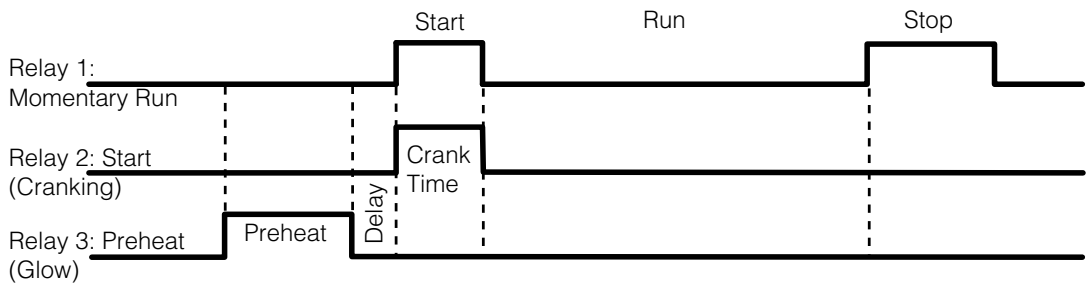 Start
Run
Stop
Relay 1:
Momentary Run
Relay 2: Start
(Cranking)
Crank
Time
Delay
Relay 3: Preheat
(Glow)
Preheat